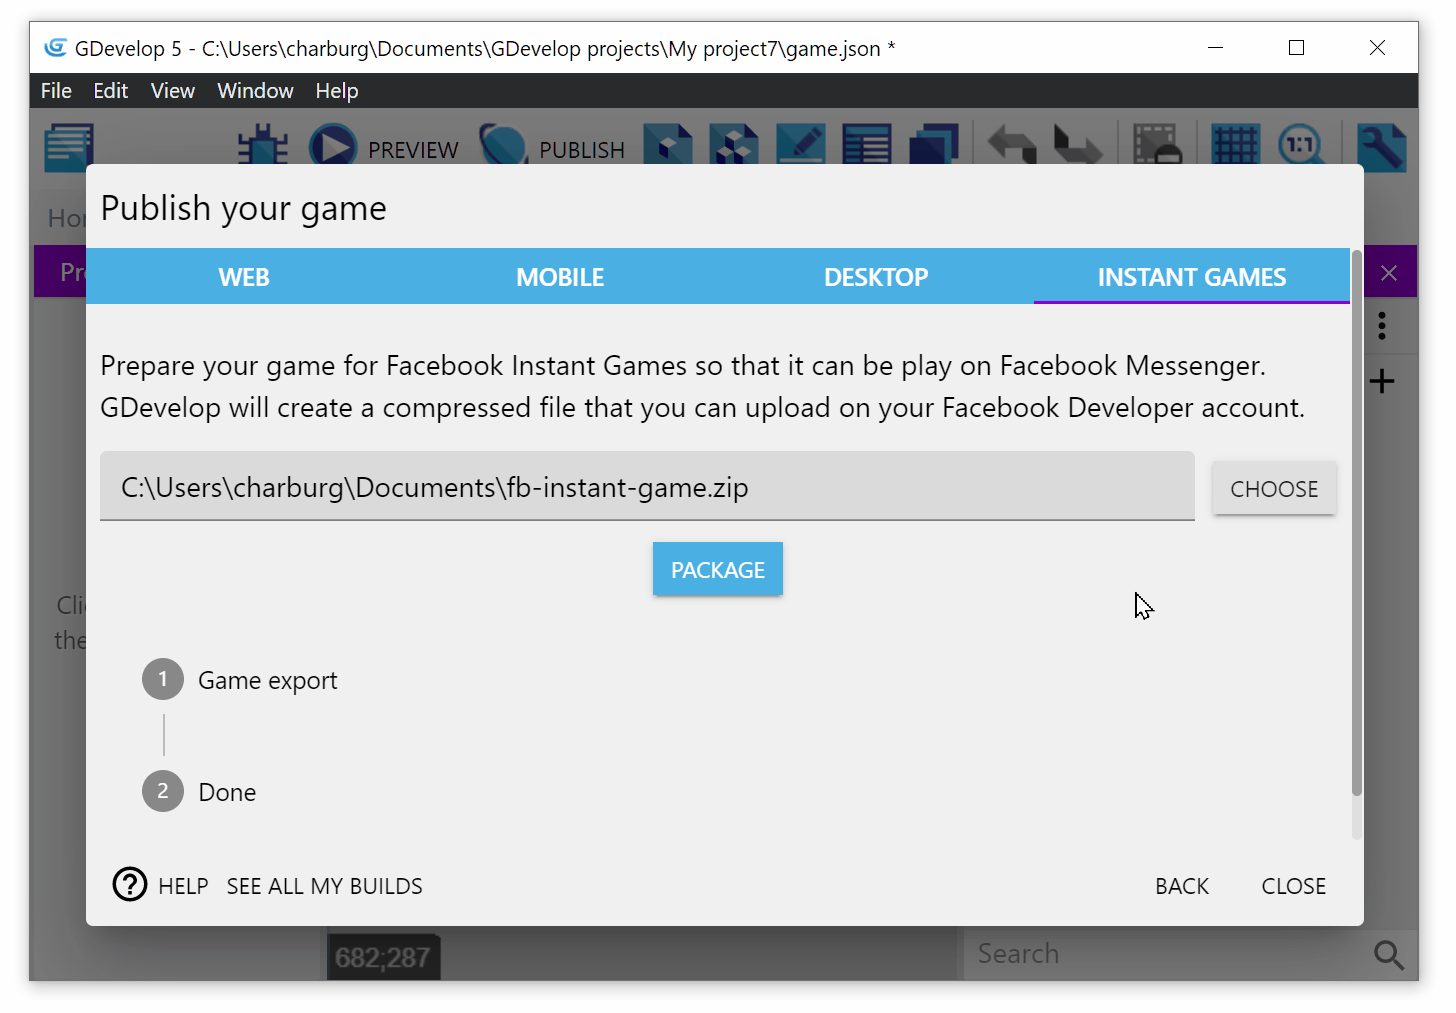 GDevelop 5 - C:\Users\charburg\Documents\GDevelop projects\My project7\game.json *
File Edit View Window Help
PREVIEW PUBLISH 1:1
Publish your game
WEB MOBILE DESKTOP INSTANT GAMES
Prepare your game for Facebook Instant Games so that it can be play on Facebook Messenger.
GDevelop will create a compressed file that you can upload on your Facebook Developer account.
C:\Users\charburg\Documents\fb-instant-game.zip CHOOSE
PACKAGE
1 Game export
2 Done
HELP SEE ALL MY BUILDS BACK CLOSE
682;287 Search